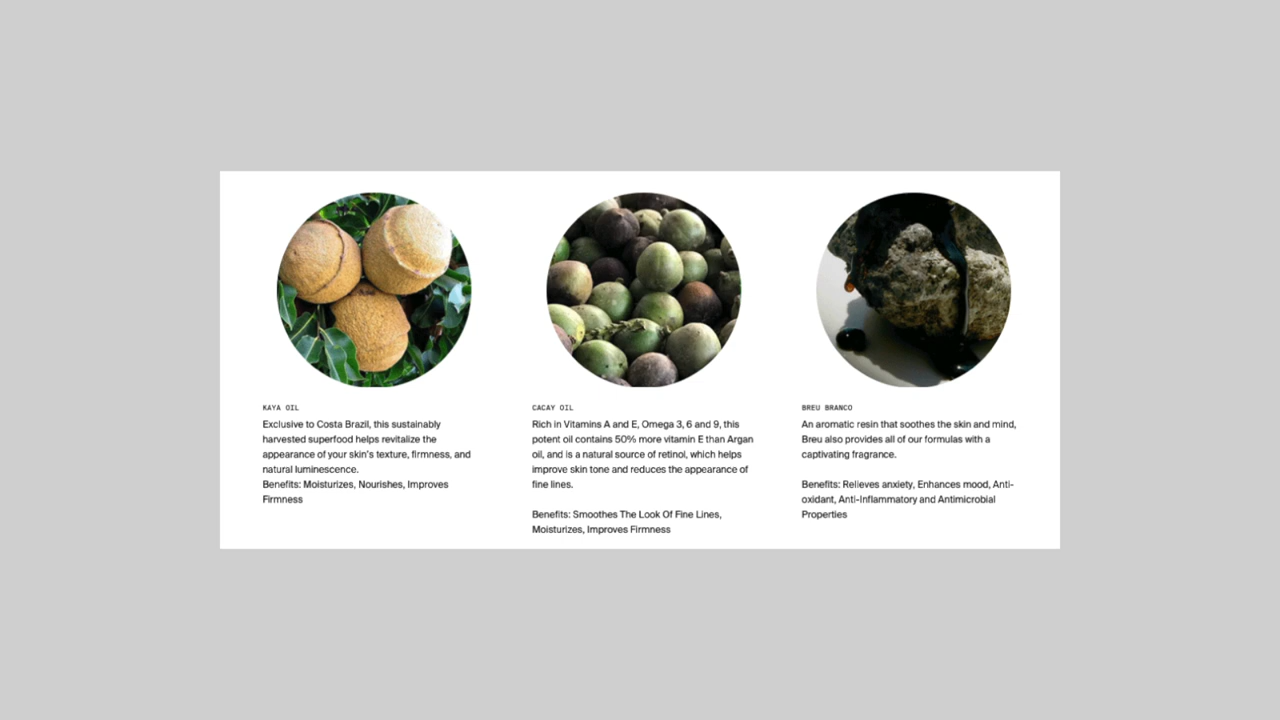 KAYA OIL
Exclusive to Costa Brazil, this sustainably
harvested superfood helps revitalize the
appearance of your skin's texture, firmness, and
natural luminescence.
Benefits: Moisturizes, Nourishes, Improves
Firmness
CACAY OIL
Rich in Vitamins A and E, Omega 3, 6 and 9, this
potent oil contains 50% more vitamin E than Argan
oil, and is a natural source of retinol, which helps
improve skin tone and reduces the appearance of
fine lines.
Benefits: Smoothes The Look Of Fine Lines,
Moisturizes, Improves Firmness
BREU BRANCO
An aromatic resin that soothes the skin and mind,
Breu also provides all of our formulas with a
captivating fragrance.
Benefits: Relieves anxiety, Enhances mood, Anti-
oxidant, Anti-Inflammatory and Antimicrobial
Properties